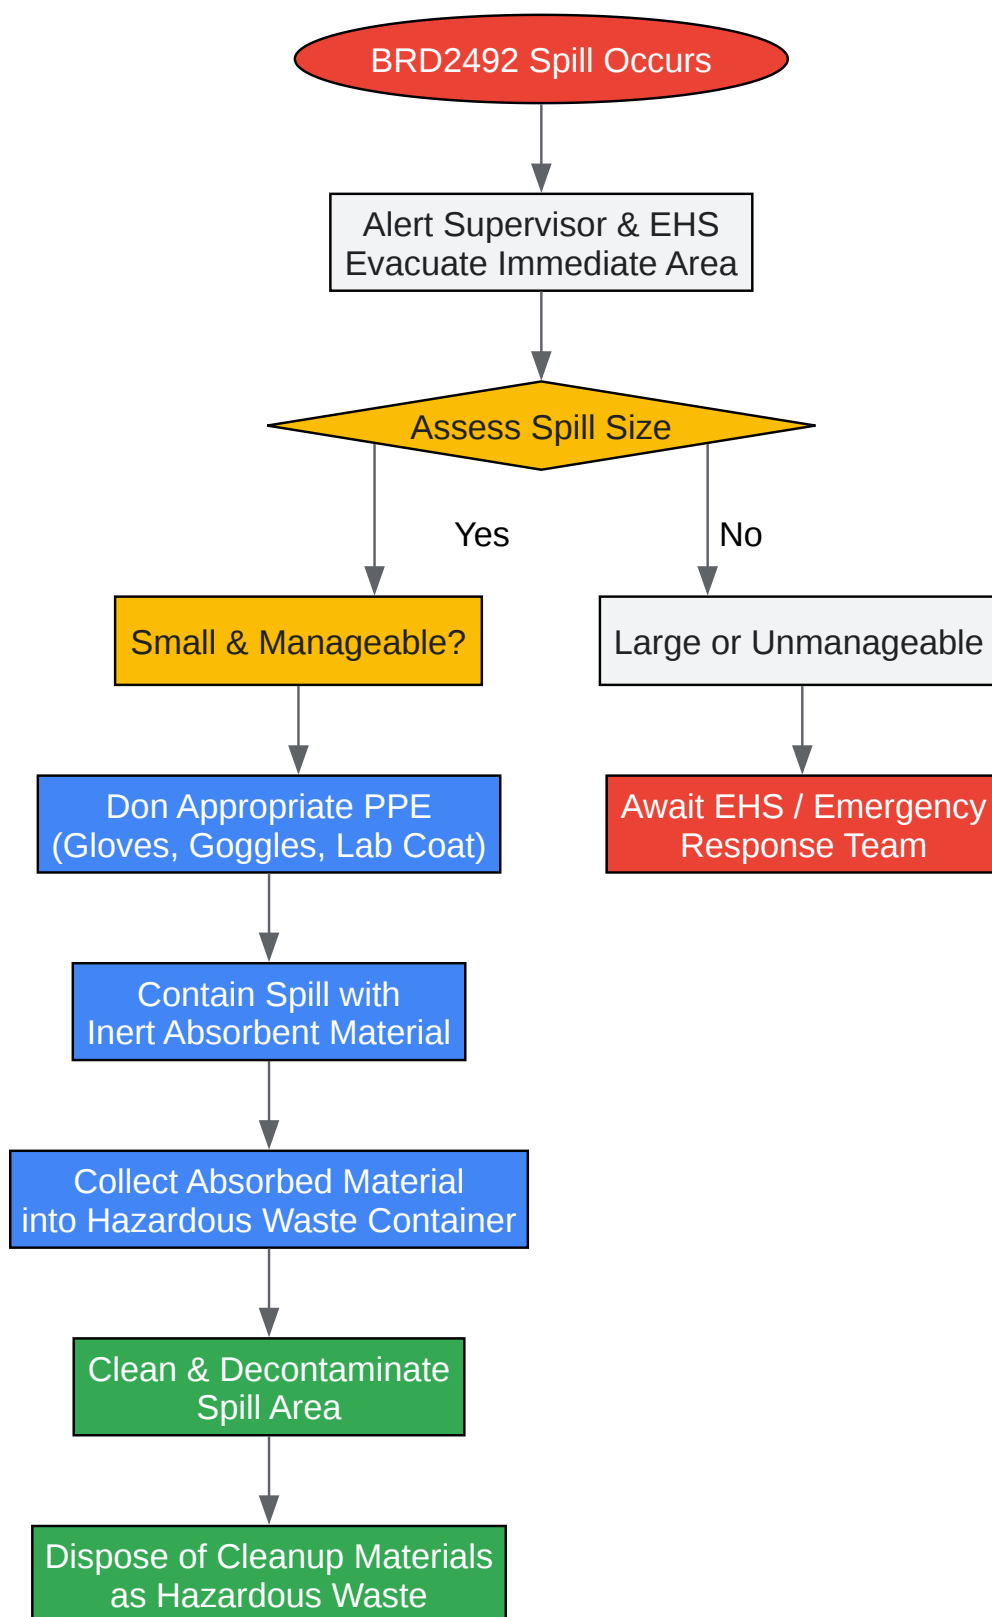 BRD2492 Spill Occurs
Alert Supervisor & EHS
Evacuate Immediate Area
Assess Spill Size
Yes
No
Small & Manageable?
Large or Unmanageable
Don Appropriate PPE
(Gloves, Goggles, Lab Coat)
Await EHS / Emergency
Response Team
Contain Spill with
Inert Absorbent Material
Collect Absorbed Material
into Hazardous Waste Container
Clean & Decontaminate
Spill Area
Dispose of Cleanup Materials
as Hazardous Waste